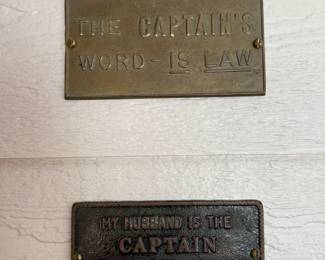 THE CAPTAIN'S
WORD - IS LAW
MY HUSBAND IS THE
CAPTAIN